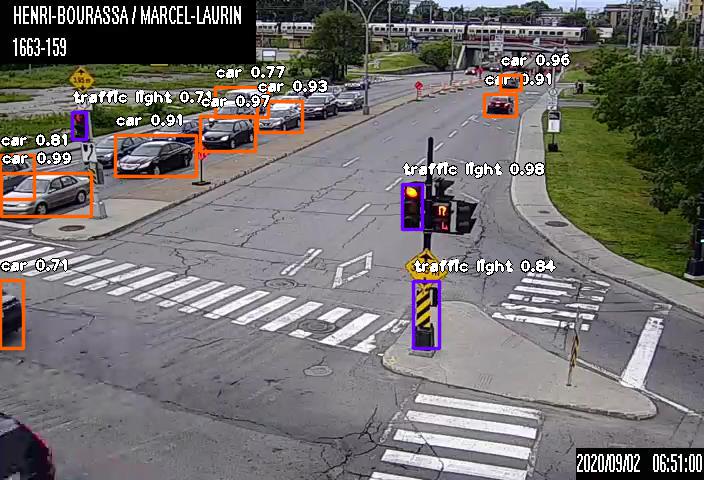 HENRI-BOURASSA / MARCEL-LAURIN
1663-159
car 0.96
car 0.77
car 0.91
car 0.93
traffic light 0.71
car 0.97
car 0.91
car 0.81
car 0.99
traffic light 0.98
car 0.71
traffic light 0.84
2020/09/02 06:51:00